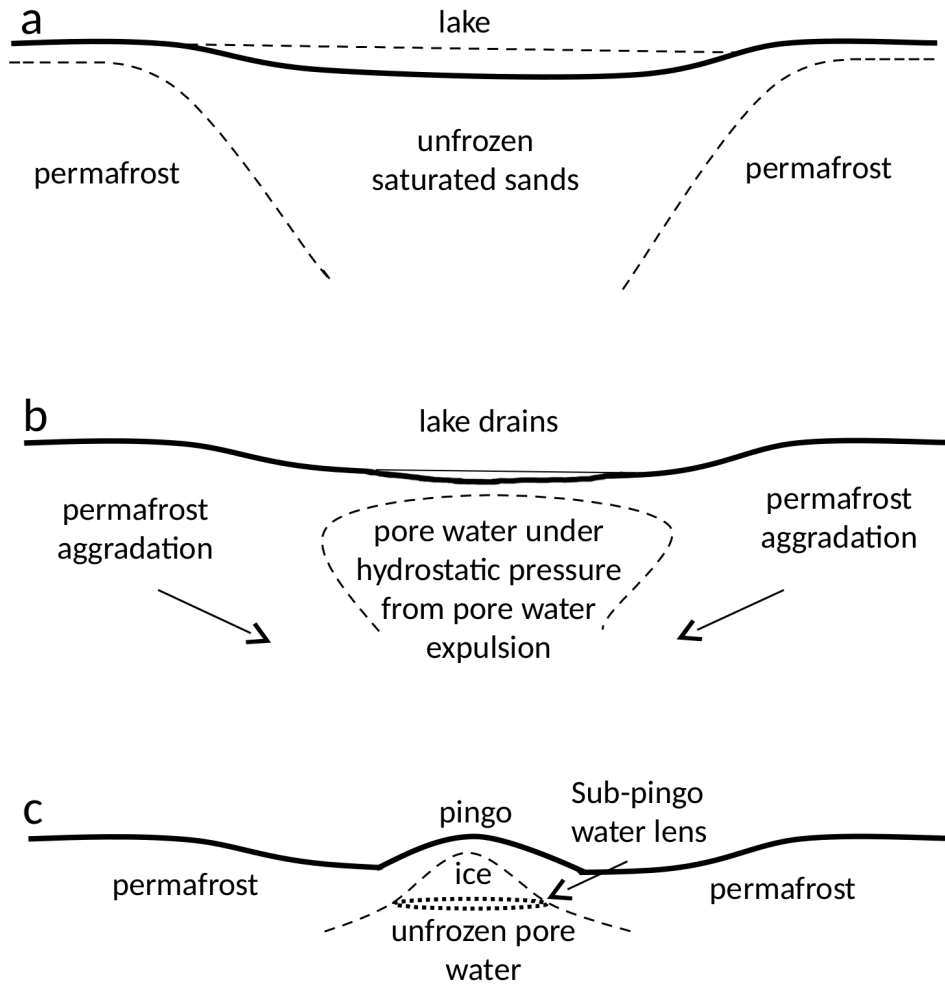 a
lake
unfrozen
saturated sands
permafrost
permafrost
b
lake drains
permafrost
aggradation
pore water under
hydrostatic pressure
from pore water
expulsion
permafrost
aggradation
c
pingo
Sub-pingo
water lens
permafrost
ice
permafrost
unfrozen pore
water